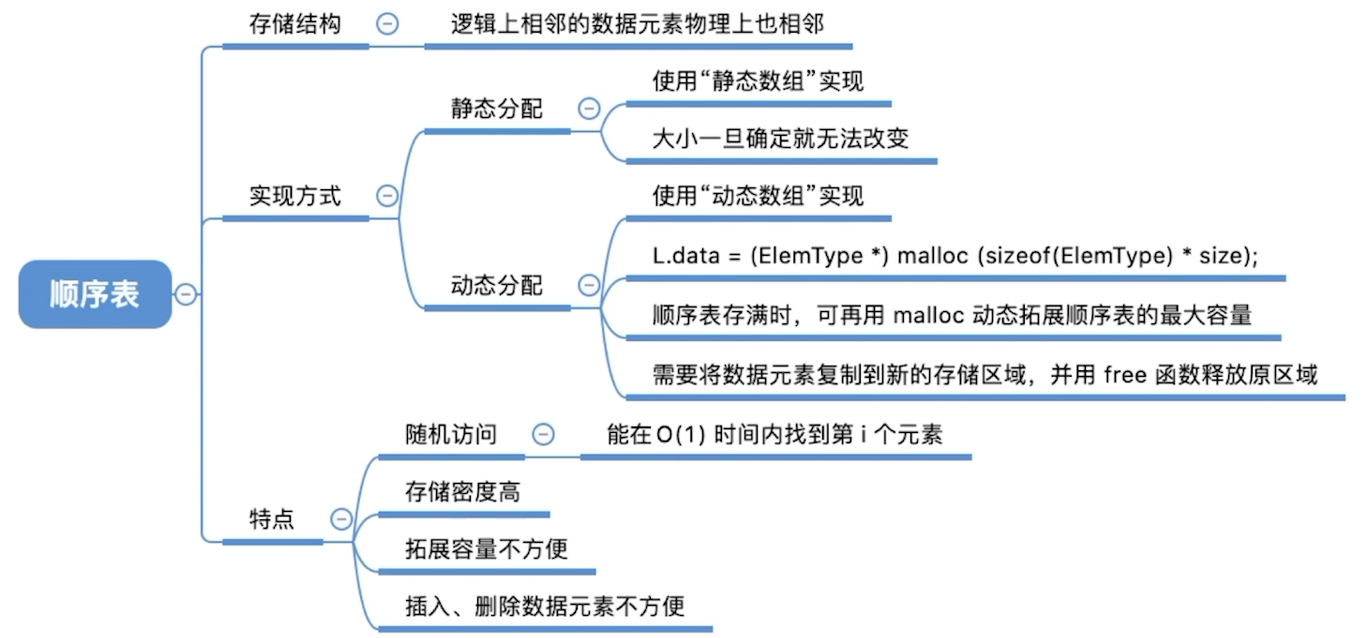 顺序表
存储结构
逻辑上相邻的数据元素物理上也相邻
实现方式
静态分配
使用“静态数组”实现
大小一旦确定就无法改变
动态分配
使用“动态数组”实现
L.data = (ElemType *) malloc (sizeof(ElemType) * size);
顺序表存满时，可再用 malloc 动态拓展顺序表的最大容量
需要将数据元素复制到新的存储区域，并用 free 函数释放原区域
特点
随机访问
能在 O(1) 时间内找到第 i 个元素
存储密度高
拓展容量不方便
插入、删除数据元素不方便